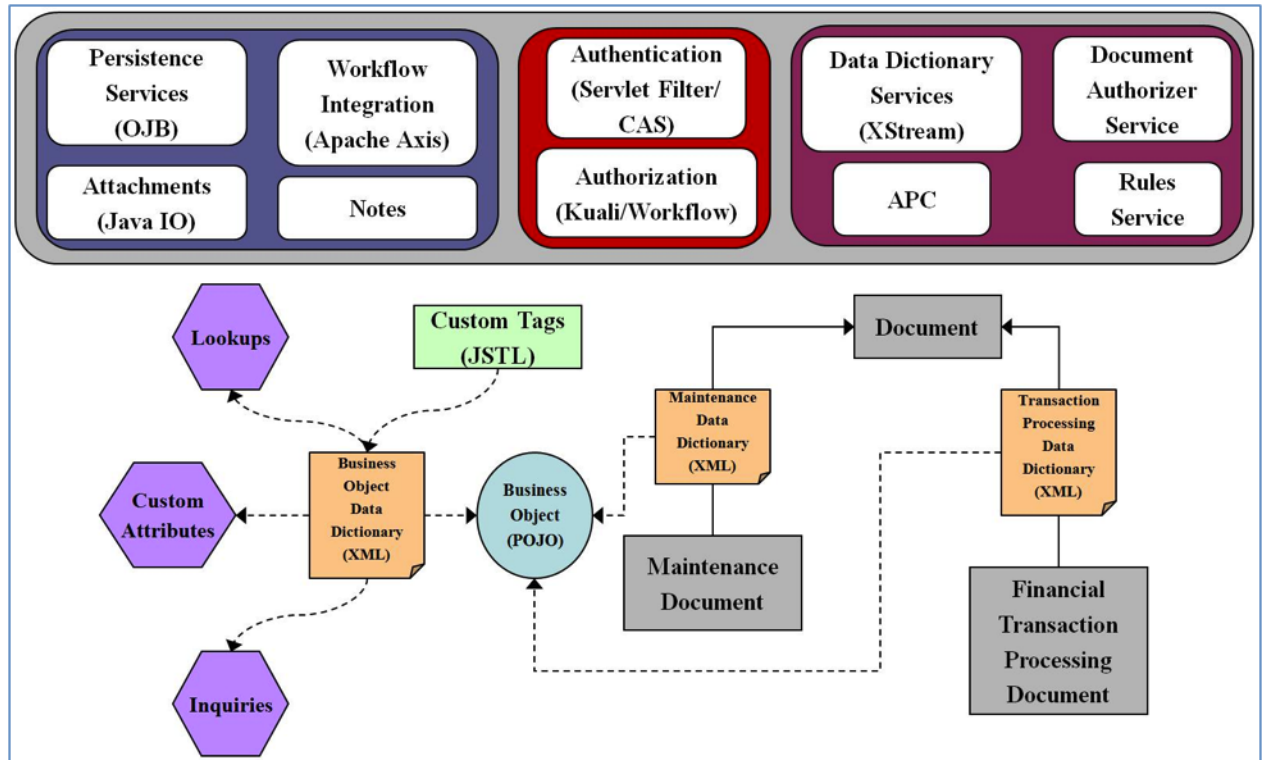 Persistence
Services
(OJB)
Workflow
Integration
(Apache Axis)
Attachments
(Java IO)
Notes
Authentication
(Servlet Filter/
CAS)
Authorization
(Kuali/Workflow)
Data Dictionary
Services
(XStream)
Document
Authorizer
Service
APC
Rules
Service
Lookups
Custom Tags
(JSTL)
Document
Maintenance
Data
Dictionary
(XML)
Transaction
Processing
Data
Dictionary
(XML)
Custom
Attributes
Business
Object
Data
Dictionary
(XML)
Business
Object
(POJO)
Maintenance
Document
Financial
Transaction
Processing
Document
Inquiries